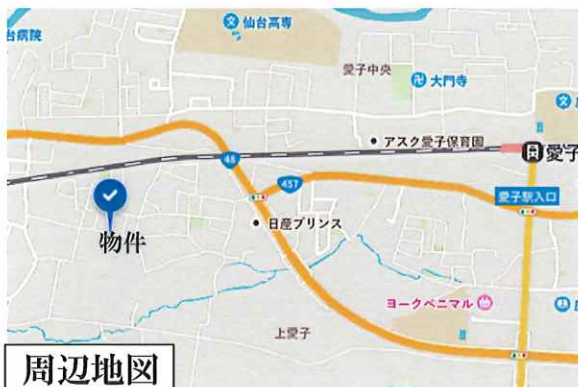 台病院
仙台高専
愛子中央
大門寺
アスク愛子保育園
愛子
48
457
愛子駅入口
物件
日産プリンス
ヨークベニマル
上愛子
周辺地図